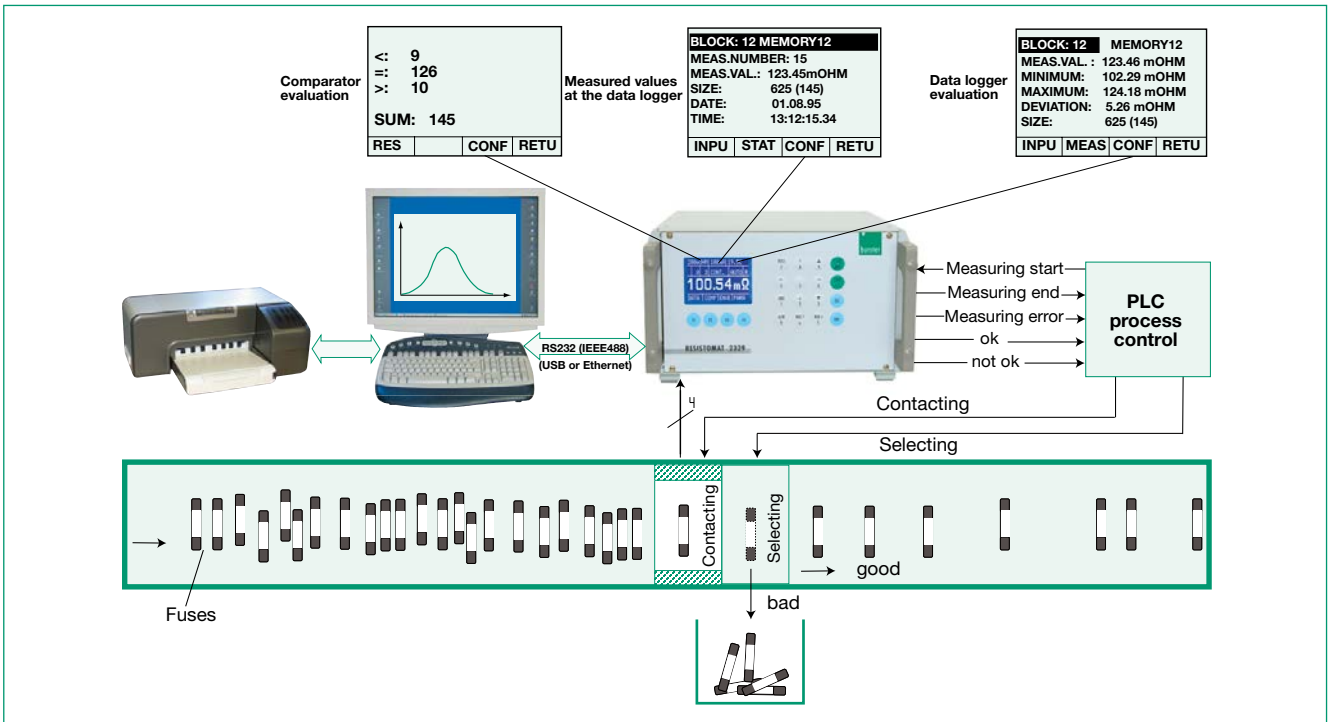 Comparator
evaluation
<: 9
=: 126
>: 10
SUM: 145
RES CONF RETU
Measured values
at the data logger
BLOCK: 12 MEMORY12
MEAS.NUMBER: 15
MEAS.VAL.: 123.45mOHM
SIZE: 625 (145)
DATE: 01.08.95
TIME: 13:12:15.34
INPU STAT CONF RETU
Data logger
evaluation
BLOCK: 12 MEMORY12
MEAS.VAL. : 123.46 mOHM
MINIMUM: 102.29 mOHM
MAXIMUM: 124.18 mOHM
DEVIATION: 5.26 mOHM
SIZE: 625 (145)
INPU MEAS CONF RETU
RS232 (IEEE488)
(USB or Ethernet)
100.54mΩ
RESISTOMAT 2329
Measuring start
Measuring end
Measuring error
ok
not ok
PLC
process
control
4
Contacting
Selecting
Contacting
Selecting
good
bad
Fuses